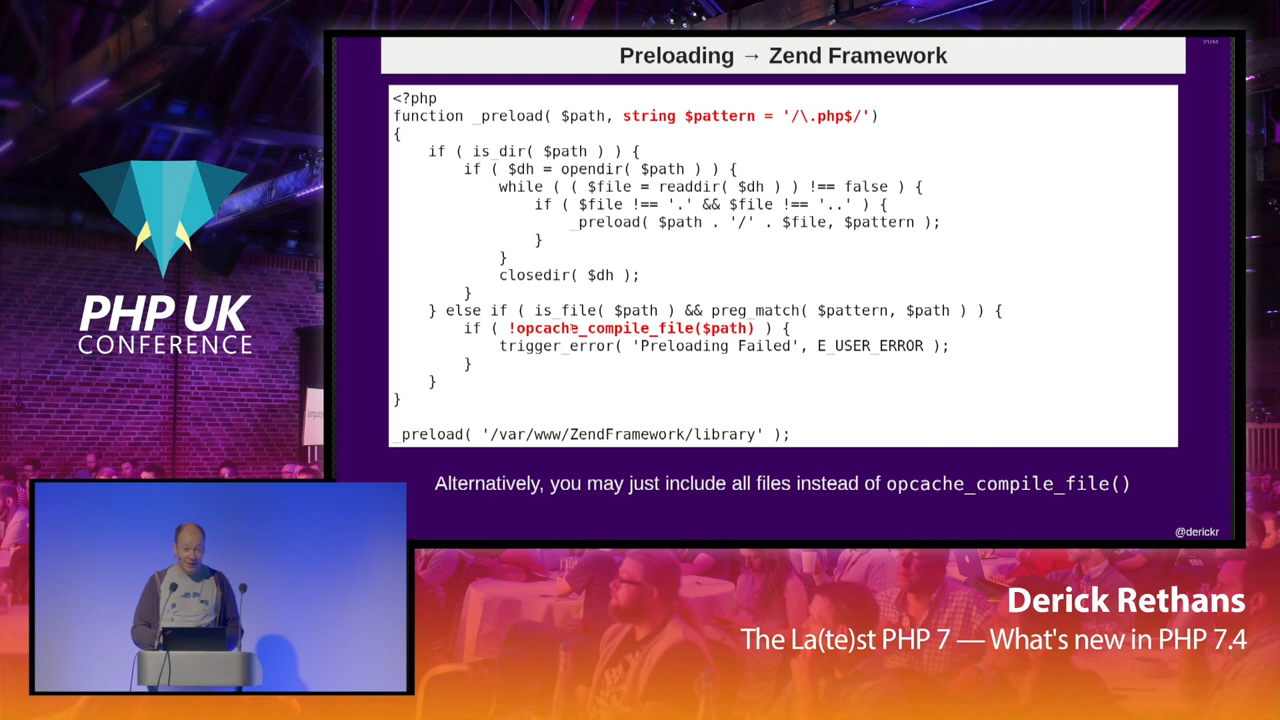 Preloading → Zend Framework
<?php
function _preload( $path, string $pattern = '/\.php$/')
{
    if ( is_dir( $path ) ) {
        if ( $dh = opendir( $path ) ) {
            while ( ( $file = readdir( $dh ) ) !== false ) {
                if ( $file !== '.' && $file !== '..' ) {
                    _preload( $path . '/' . $file, $pattern );
                }
            }
            closedir( $dh );
        }
    } else if ( is_file( $path ) && preg_match( $pattern, $path ) ) {
        if ( !opcache_compile_file($path) ) {
            trigger_error( 'Preloading Failed', E_USER_ERROR );
        }
    }
}
_preload( '/var/www/ZendFramework/library' );
Alternatively, you may just include all files instead of opcache_compile_file()
@derickr
PHP UK
CONFERENCE
Derick Rethans
The La(te)st PHP 7 — What's new in PHP 7.4